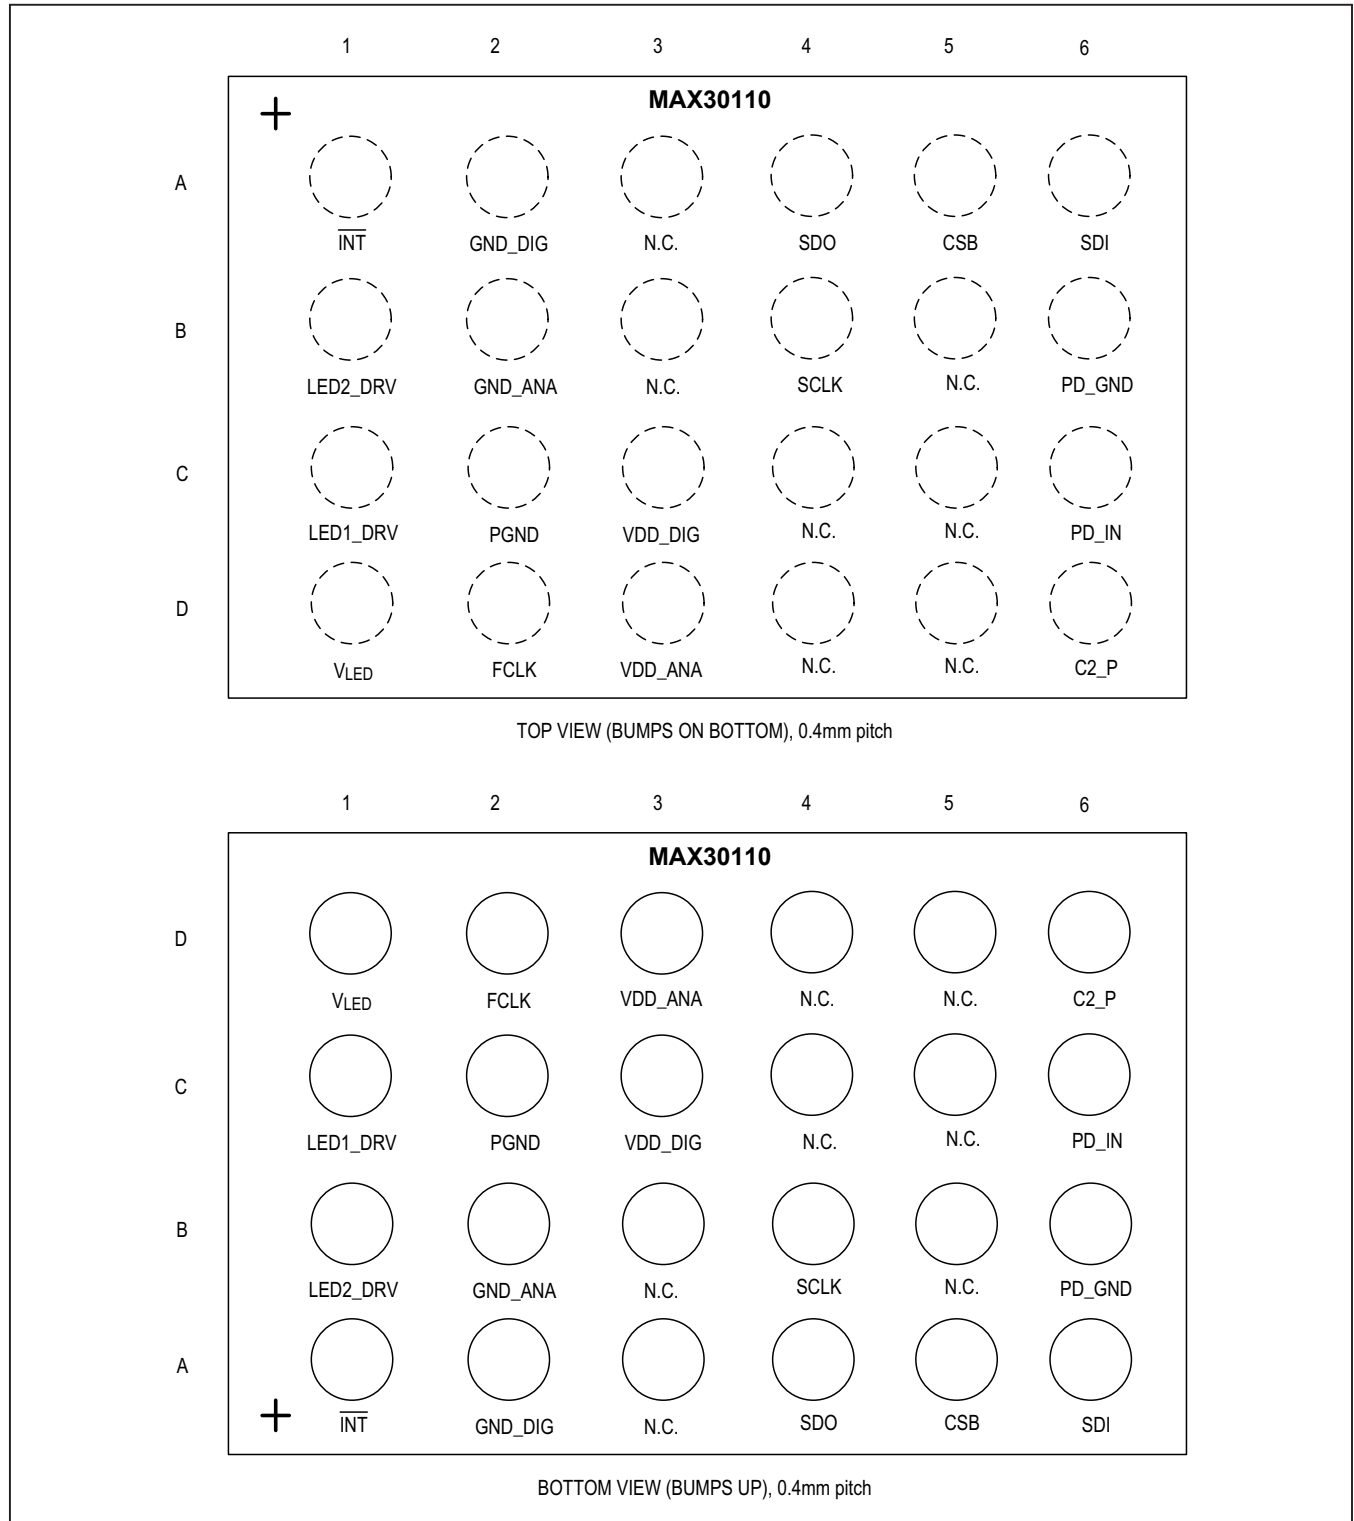 1 2 3 4 5 6
MAX30110
A
INT GND_DIG N.C. SDO CSB SDI
B
LED2_DRV GND_ANA N.C. SCLK N.C. PD_GND
C
LED1_DRV PGND VDD_DIG N.C. N.C. PD_IN
D
VLED FCLK VDD_ANA N.C. N.C. C2_P
TOP VIEW (BUMPS ON BOTTOM), 0.4mm pitch
1 2 3 4 5 6
MAX30110
D
VLED FCLK VDD_ANA N.C. N.C. C2_P
C
LED1_DRV PGND VDD_DIG N.C. N.C. PD_IN
B
LED2_DRV GND_ANA N.C. SCLK N.C. PD_GND
A
INT GND_DIG N.C. SDO CSB SDI
BOTTOM VIEW (BUMPS UP), 0.4mm pitch